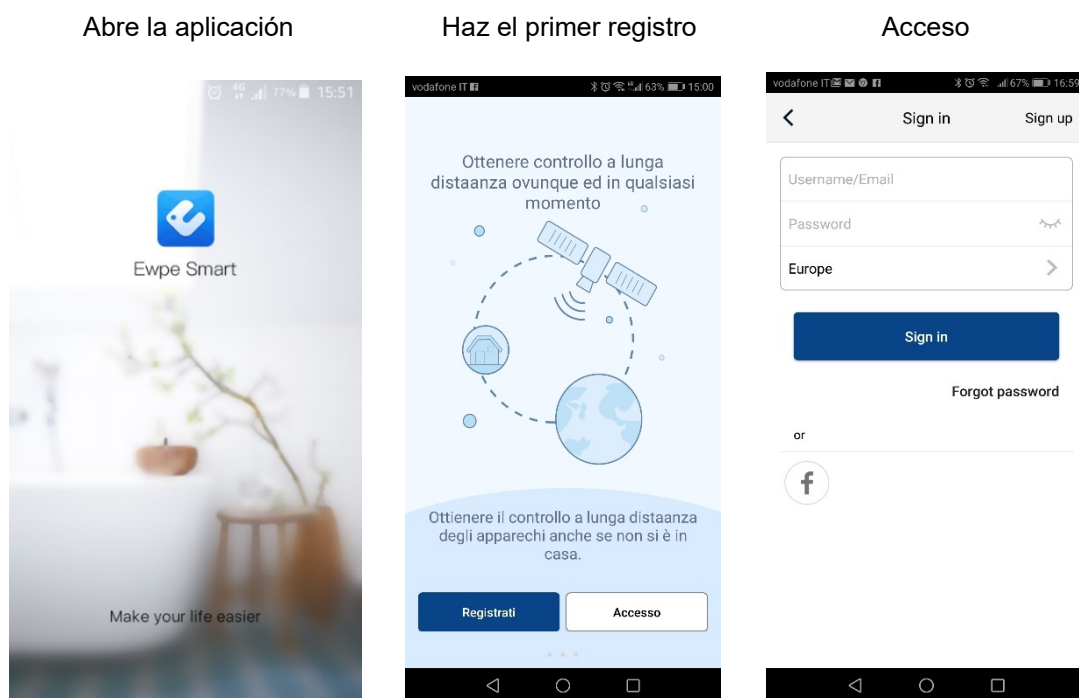 Abre la aplicación
Haz el primer registro
Acceso
4G 77% 15:51
Ewpe Smart
Make your life easier
vodafone IT 63% 15:00
Ottenere controllo a lunga
distaanza ovunque ed in qualsiasi
momento
Ottienere il controllo a lunga distaanza
degli apparechi anche se non si è in
casa.
Registrati
Accesso
vodafone IT 67% 16:59
Sign in
Sign up
Username/Email
Password
Europe
Sign in
Forgot password
or